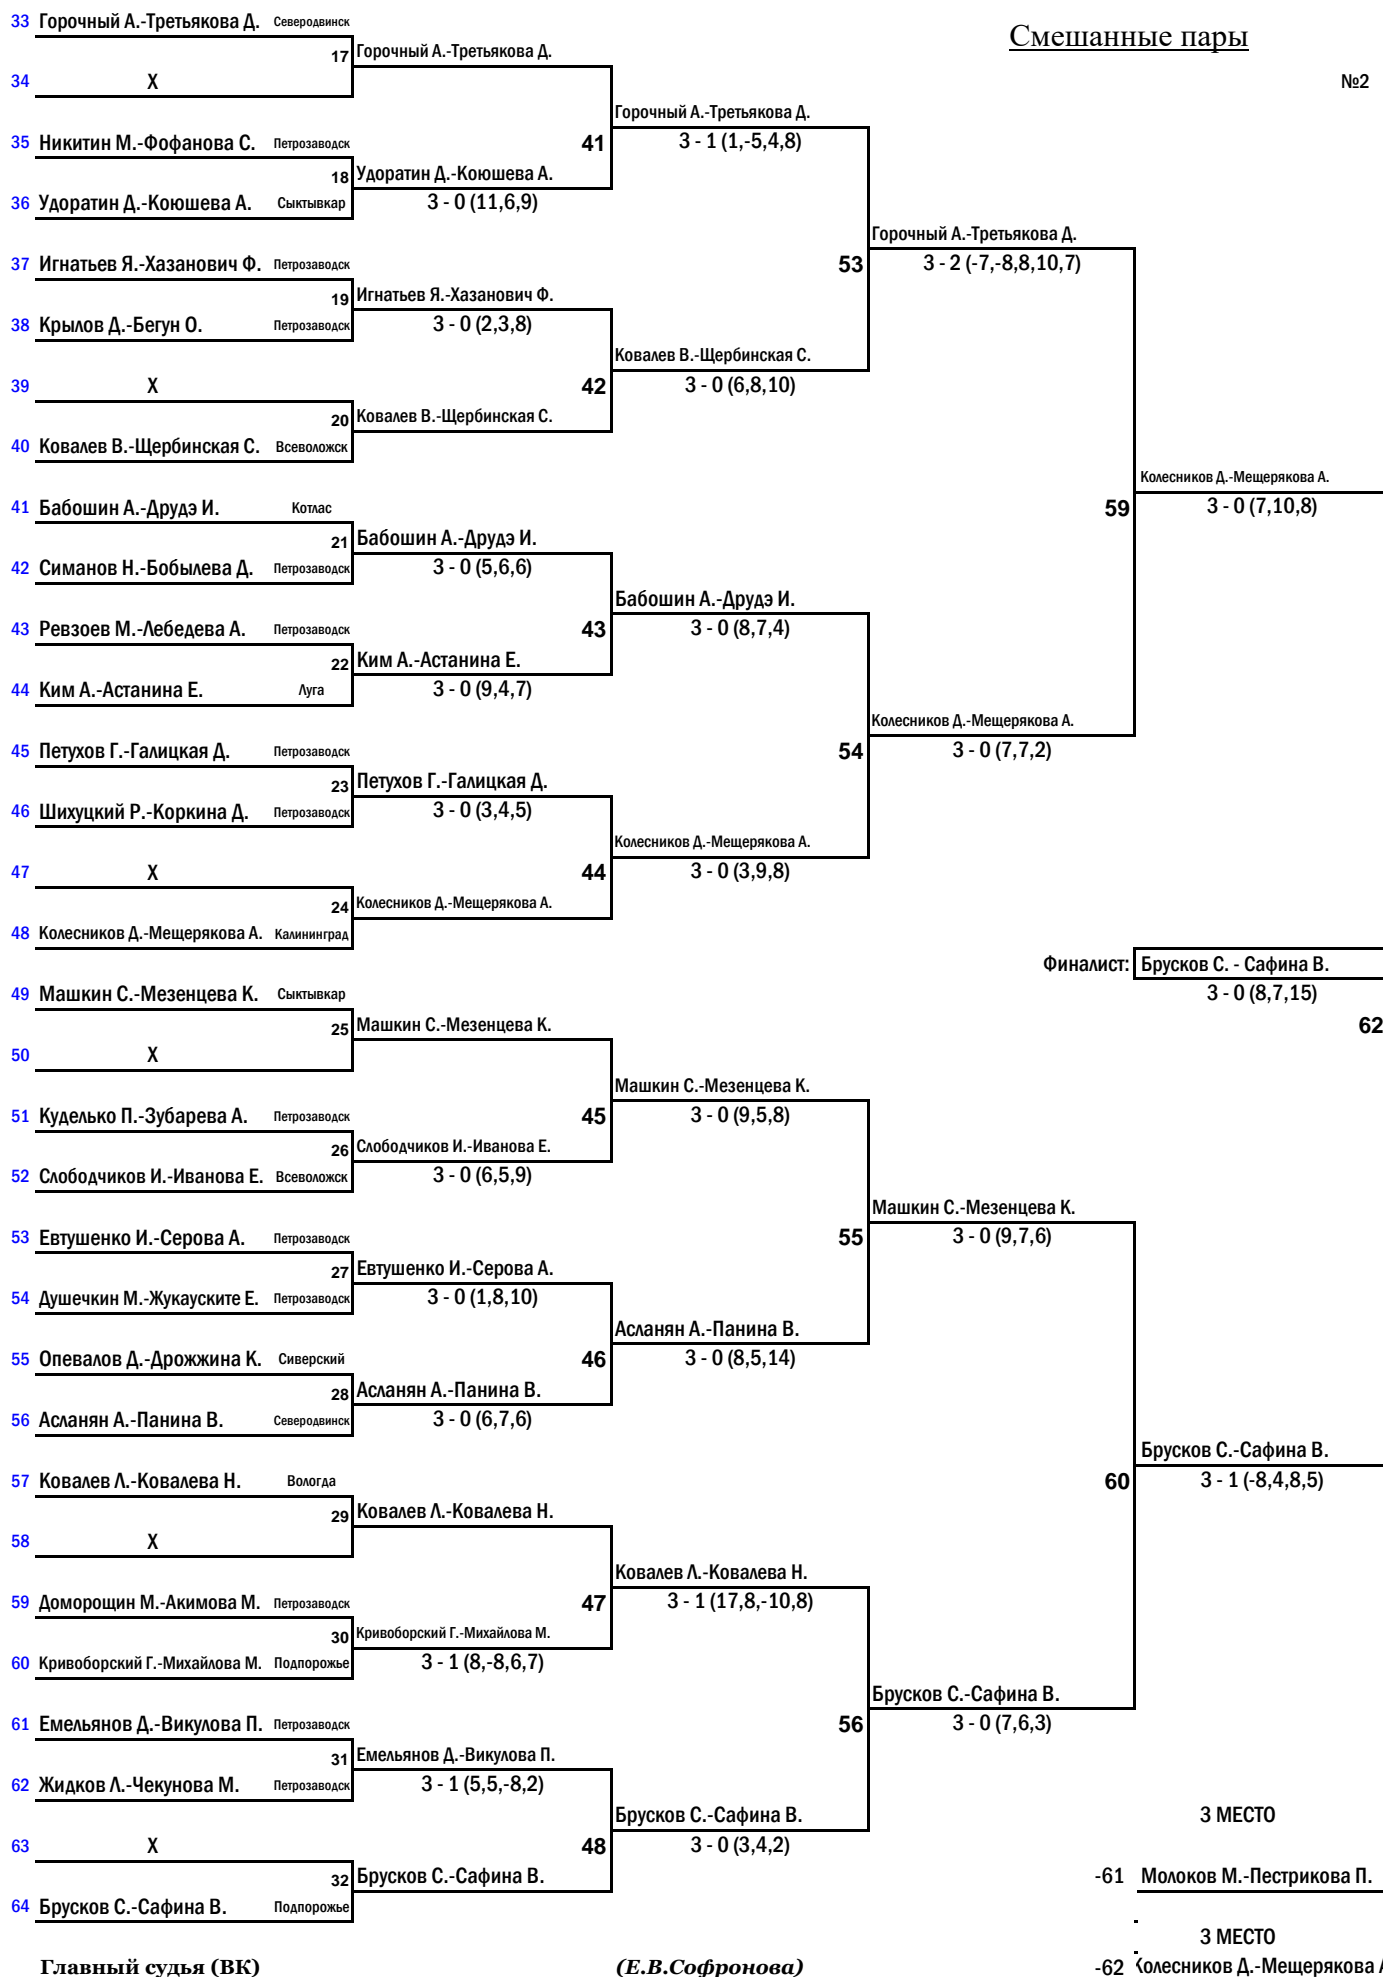 33 Горочный А.-Третьякова Д. Северодвинск
Смешанные пары
17 Горочный А.-Третьякова Д.
34 X
№2
Горочный А.-Третьякова Д.
35 Никитин М.-Фофанова С. Петрозаводск
41 3 - 1 (1,-5,4,8)
18 Удоратин Д.-Коюшева А.
36 Удоратин Д.-Коюшева А. Сыктывкар
3 - 0 (11,6,9)
Горочный А.-Третьякова Д.
37 Игнатьев Я.-Хазанович Ф. Петрозаводск
53 3 - 2 (-7,-8,8,10,7)
19 Игнатьев Я.-Хазанович Ф.
38 Крылов Д.-Бегун О. Петрозаводск
3 - 0 (2,3,8)
Ковалев В.-Щербинская С.
39 X
42 3 - 0 (6,8,10)
20 Ковалев В.-Щербинская С.
40 Ковалев В.-Щербинская С. Всеволожск
Колесников Д.-Мещерякова А.
41 Бабошин А.-Друдэ И. Котлас
59 3 - 0 (7,10,8)
21 Бабошин А.-Друдэ И.
42 Симанов Н.-Бобылева Д. Петрозаводск
3 - 0 (5,6,6)
Бабошин А.-Друдэ И.
43 Ревзоев М.-Лебедева А. Петрозаводск
43 3 - 0 (8,7,4)
22 Ким А.-Астанина Е.
44 Ким А.-Астанина Е. Луга
3 - 0 (9,4,7)
Колесников Д.-Мещерякова А.
45 Петухов Г.-Галицкая Д. Петрозаводск
54 3 - 0 (7,7,2)
23 Петухов Г.-Галицкая Д.
46 Шихуцкий Р.-Коркина Д. Петрозаводск
3 - 0 (3,4,5)
Колесников Д.-Мещерякова А.
47 X
44 3 - 0 (3,9,8)
24 Колесников Д.-Мещерякова А.
48 Колесников Д.-Мещерякова А. Калининград
Финалист: Брусков С. - Сафина В.
49 Машкин С.-Мезенцева К. Сыктывкар
3 - 0 (8,7,15)
25 Машкин С.-Мезенцева К.
62
50 X
Машкин С.-Мезенцева К.
51 Куделько П.-Зубарева А. Петрозаводск
45 3 - 0 (9,5,8)
26 Слободчиков И.-Иванова Е.
52 Слободчиков И.-Иванова Е. Всеволожск
3 - 0 (6,5,9)
Машкин С.-Мезенцева К.
53 Евтушенко И.-Серова А. Петрозаводск
55 3 - 0 (9,7,6)
27 Евтушенко И.-Серова А.
54 Душечкин М.-Жукауските Е. Петрозаводск
3 - 0 (1,8,10)
Асланян А.-Панина В.
55 Опевалов Д.-Дрожжина К. Сиверский
46 3 - 0 (8,5,14)
28 Асланян А.-Панина В.
56 Асланян А.-Панина В. Северодвинск
3 - 0 (6,7,6)
Брусков С.-Сафина В.
57 Ковалев Л.-Ковалева Н. Вологда
60 3 - 1 (-8,4,8,5)
29 Ковалев Л.-Ковалева Н.
58 X
Ковалев Л.-Ковалева Н.
59 Доморощин М.-Акимова М. Петрозаводск
47 3 - 1 (17,8,-10,8)
30 Кривоборский Г.-Михайлова М.
60 Кривоборский Г.-Михайлова М. Подпорожье
3 - 1 (8,-8,6,7)
Брусков С.-Сафина В.
61 Емельянов Д.-Викулова П. Петрозаводск
56 3 - 0 (7,6,3)
31 Емельянов Д.-Викулова П.
62 Жидков Л.-Чекунова М. Петрозаводск
3 - 1 (5,5,-8,2)
Брусков С.-Сафина В.
3 МЕСТО
63 X
48 3 - 0 (3,4,2)
32 Брусков С.-Сафина В.
-61 Молоков М.-Пестрикова П.
64 Брусков С.-Сафина В. Подпорожье
3 МЕСТО
Главный судья (ВК) (Е.В.Софронова)
-62 Колесников Д.-Мещерякова